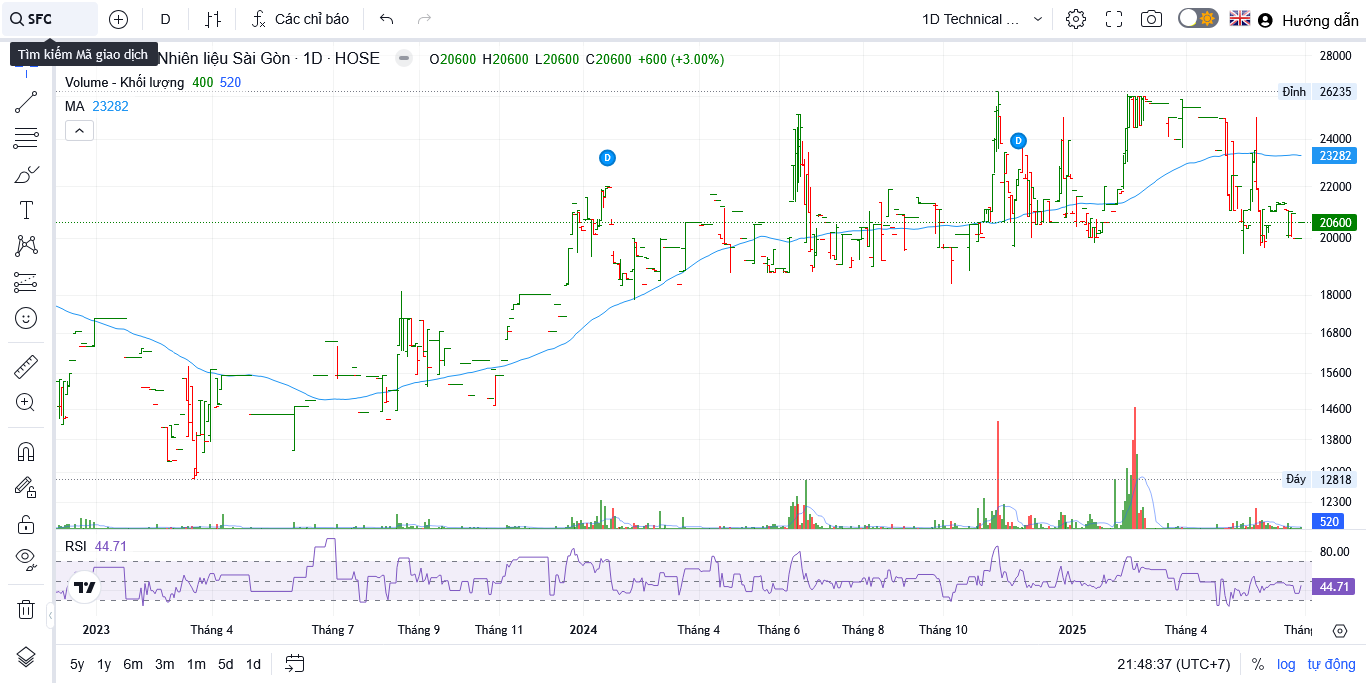 SFC D Các chỉ báo 1D Technical ... Hướng dẫn
Tìm kiếm Mã giao dịch
Nhiên liệu Sài Gòn · 1D · HOSE O20600 H20600 L20600 C20600 +600 (+3.00%)
Volume - Khối lượng 400 520
MA 23282
D
D
28000
Đỉnh 26235
24000
23282
22000
20600
20000
18000
16800
15600
14600
13800
Đáy 12818
12300
520
RSI 44.71
80.00
44.71
2023 Tháng 4 Tháng 7 Tháng 9 Tháng 11 2024 Tháng 4 Tháng 6 Tháng 8 Tháng 10 2025 Tháng 4 Thán
5y 1y 6m 3m 1m 5d 1d 21:48:37 (UTC+7) % log tự động